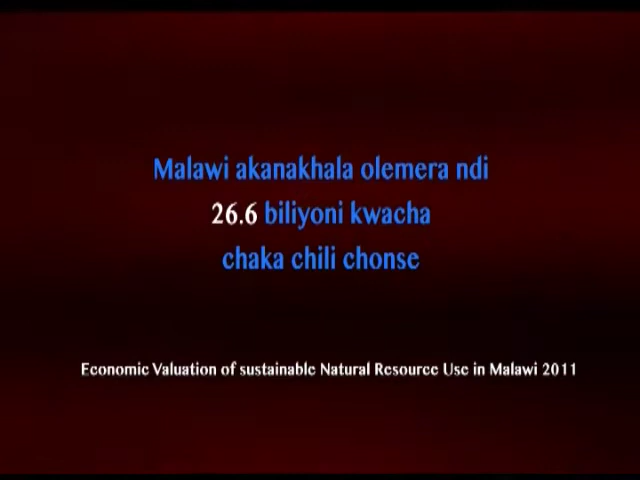 Malawi akanakhala olemera ndi
26.6 biliyoni kwacha
chaka chili chonse
Economic Valuation of sustainable Natural Resource Use in Malawi 2011